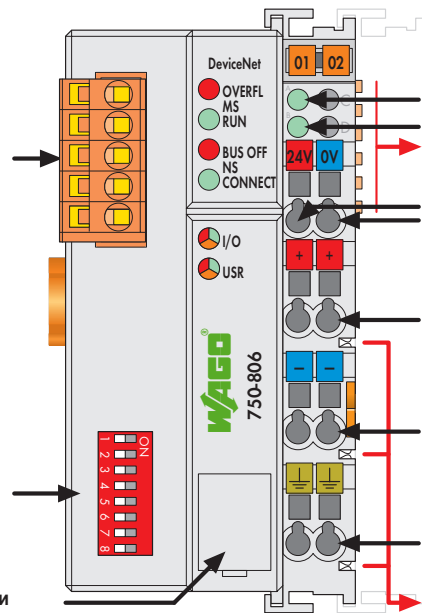 01 02
DeviceNet
OVERFL
MS
RUN
BUS OFF
NS
CONNECT
A
C
B
D
24V 0V
I/O
USR
+ +
WAGO®
750-806
— —
ON
1
2
3
4
5
6
7
8
и